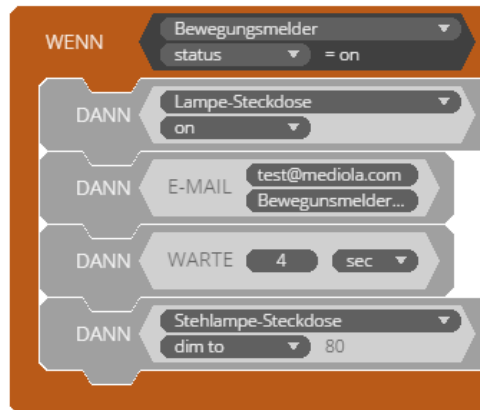 WENN
Bewegungsmelder
status = on
DANN
Lampe-Steckdose
on
DANN
E-MAIL
test@mediola.com
Bewegunsmelder...
DANN
WARTE 4 sec
DANN
Stehlampe-Steckdose
dim to 80